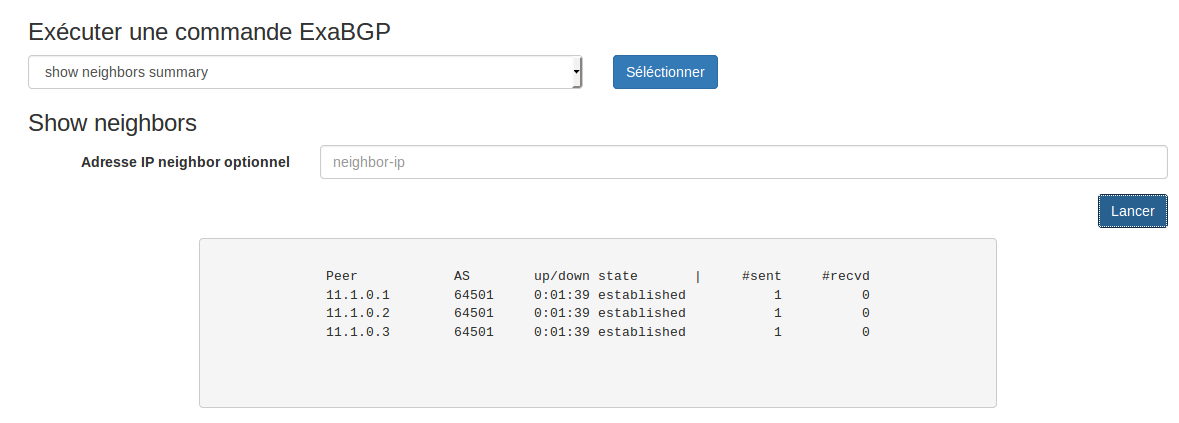 Exécuter une commande ExaBGP
show neighbors summary Séléctionner
Show neighbors
Adresse IP neighbor optionnel neighbor-ip
Lancer
Peer AS up/down state | #sent #recvd
11.1.0.1 64501 0:01:39 established 1 0
11.1.0.2 64501 0:01:39 established 1 0
11.1.0.3 64501 0:01:39 established 1 0